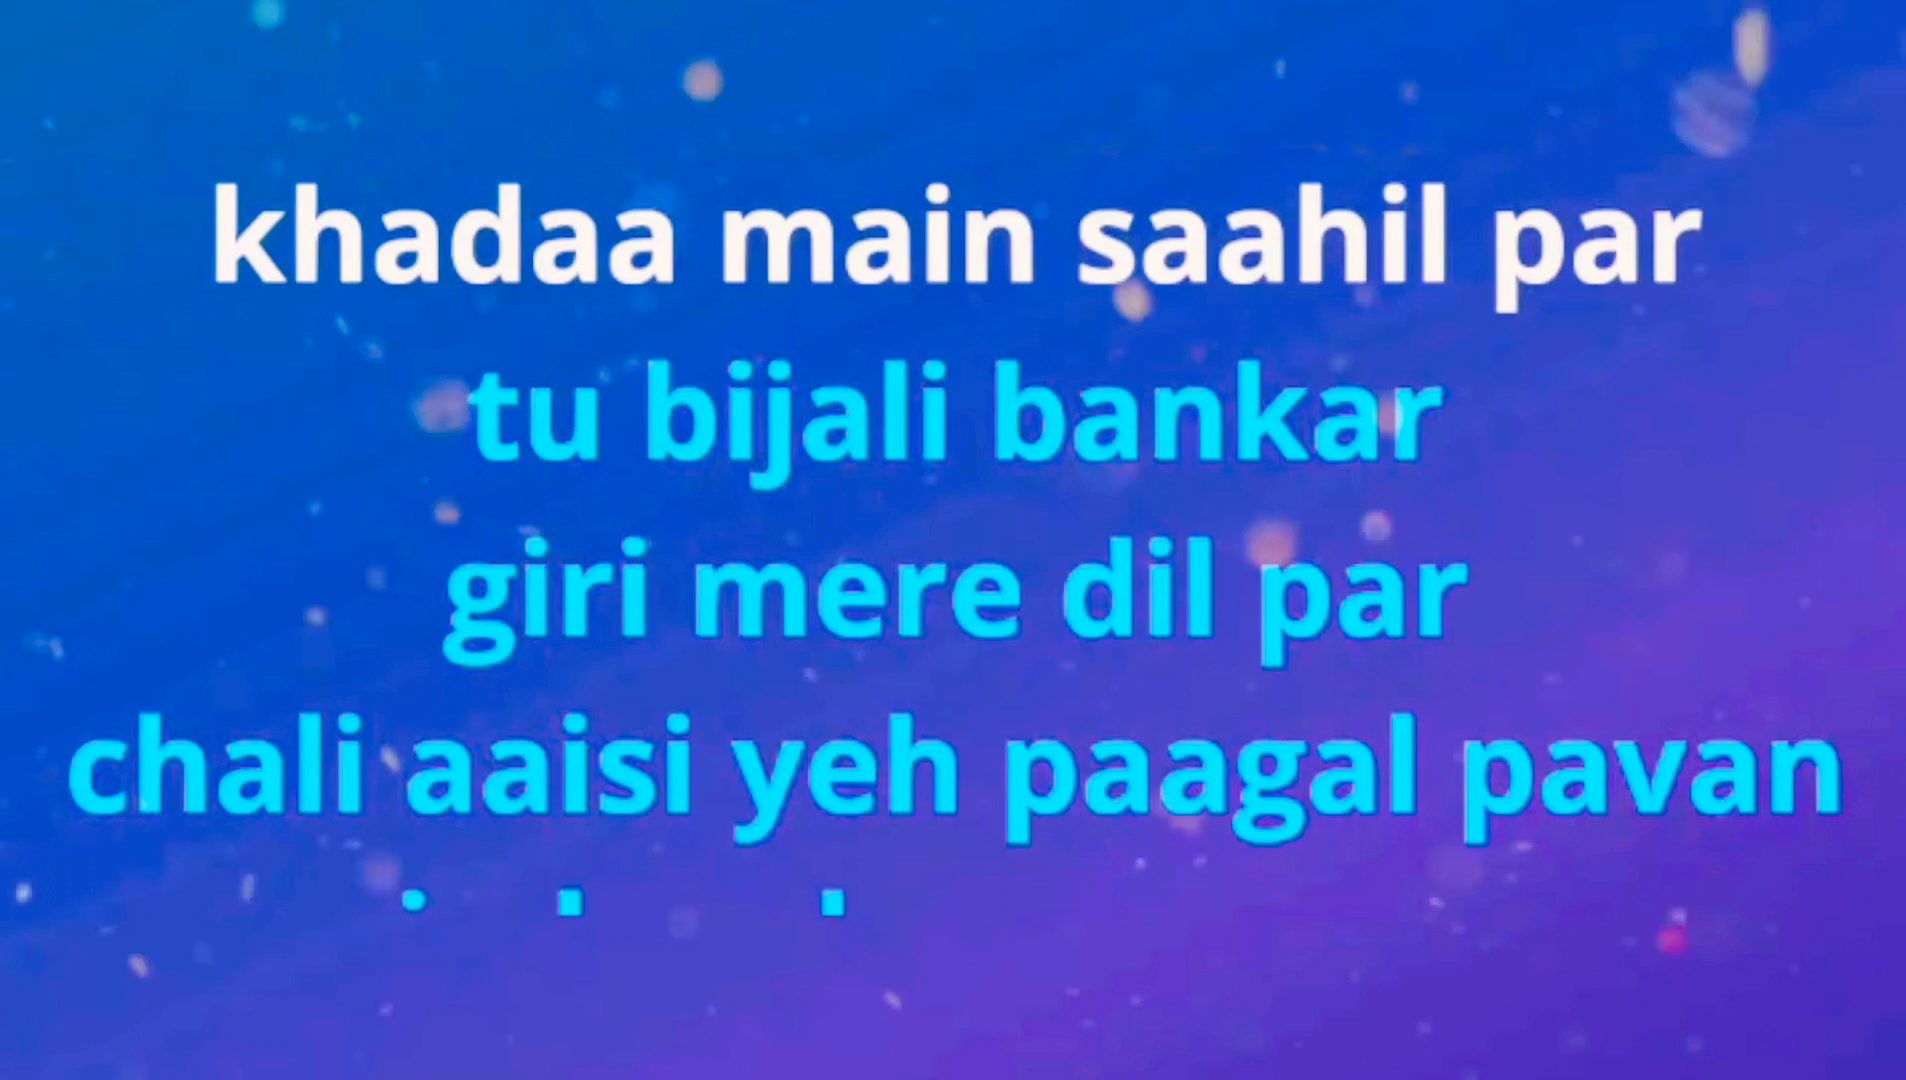 khadaa main saahil par
tu bijali bankar
giri mere dil par
chali aaisi yeh paagal pavan